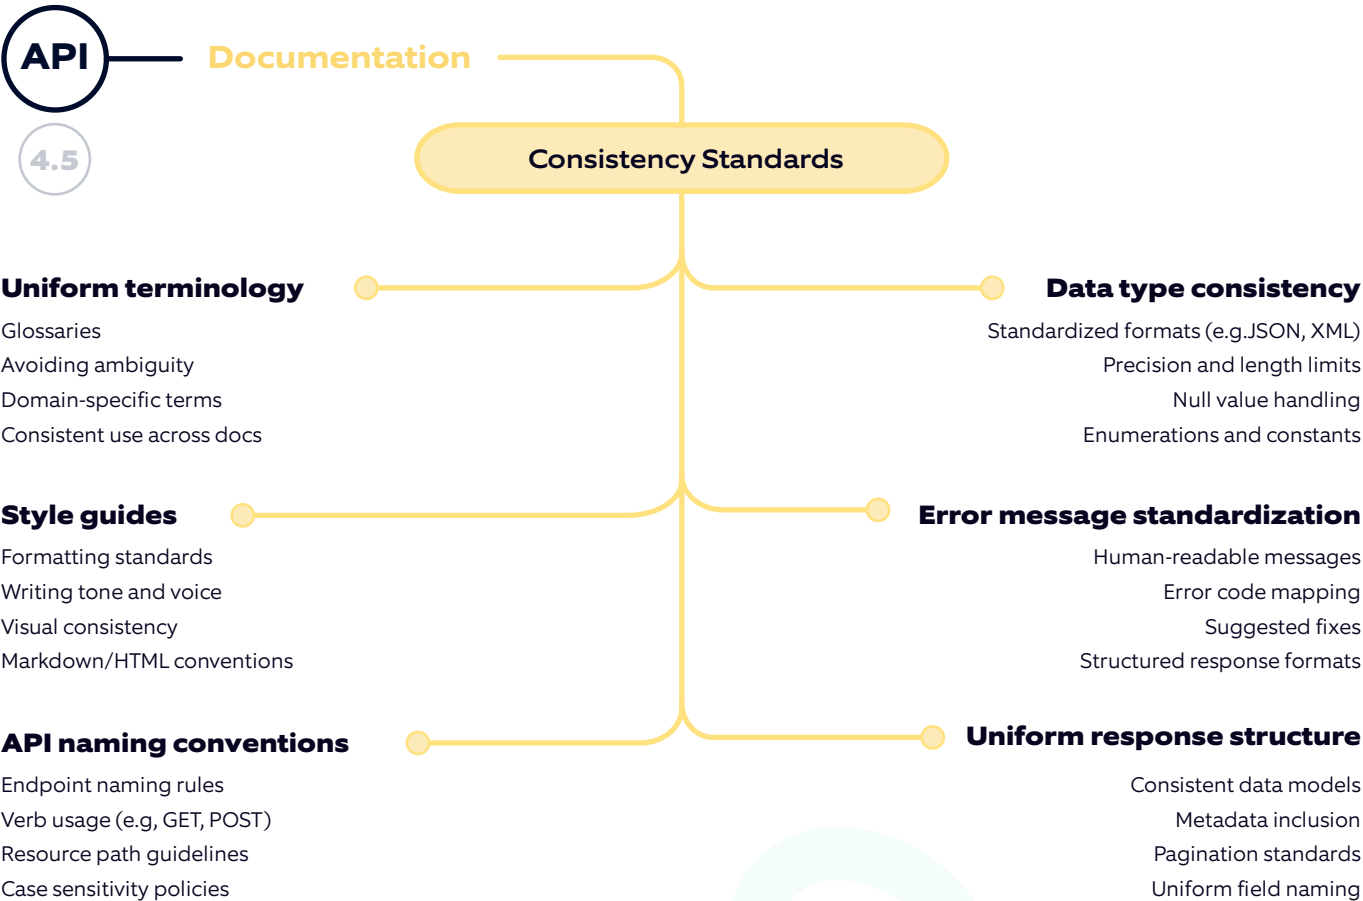 API
Documentation
4.5
Consistency Standards
Uniform terminology
Glossaries
Avoiding ambiguity
Domain-specific terms
Consistent use across docs
Data type consistency
Standardized formats (e.g.JSON, XML)
Precision and length limits
Null value handling
Enumerations and constants
Style guides
Formatting standards
Writing tone and voice
Visual consistency
Markdown/HTML conventions
Error message standardization
Human-readable messages
Error code mapping
Suggested fixes
Structured response formats
API naming conventions
Endpoint naming rules
Verb usage (e.g, GET, POST)
Resource path guidelines
Case sensitivity policies
Uniform response structure
Consistent data models
Metadata inclusion
Pagination standards
Uniform field naming